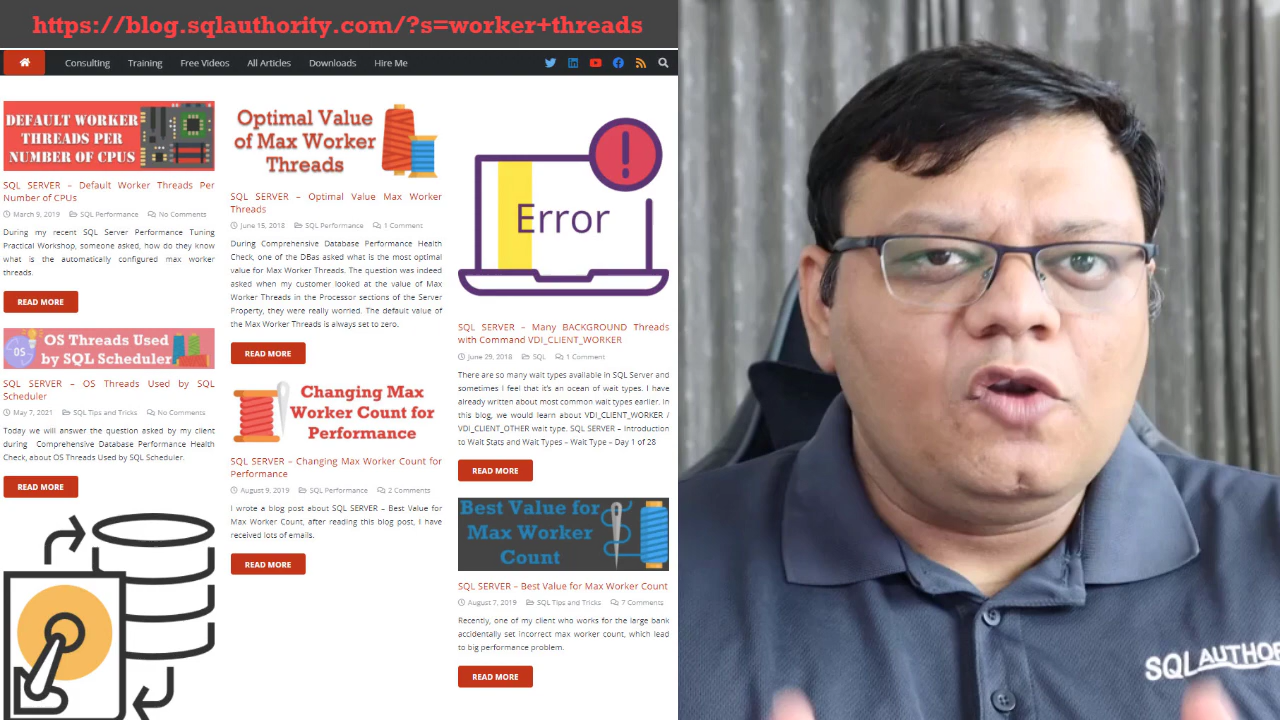 https://blog.sqlauthority.com/?s=worker+threads
Consulting Training Free Videos All Articles Downloads Hire Me
DEFAULT WORKER
THREADS PER
NUMBER OF CPUS
SQL SERVER – Default Worker Threads Per
Number of CPUs
March 9, 2019 SQL Performance No Comments
During my recent SQL Server Performance Tuning
Practical Workshop, someone asked, how do they know
what is the automatically configured max worker
threads.
READ MORE
OS
OS Threads Used
by SQL Scheduler
SQL SERVER – OS Threads Used by SQL
Scheduler
May 7, 2021 SQL Tips and Tricks No Comments
Today we will answer the question asked by my client
during Comprehensive Database Performance Health
Check, about OS Threads Used by SQL Scheduler.
READ MORE
Optimal Value
of Max Worker
Threads
SQL SERVER – Optimal Value Max Worker
Threads
June 15, 2018 SQL Performance 1 Comment
During Comprehensive Database Performance Health
Check, one of the DBAs asked what is the most optimal
value for Max Worker Threads. The question was indeed
asked when my customer looked at the value of Max
Worker Threads in the Processor sections of the Server
Property, they were really worried. The default value of
the Max Worker Threads is always set to zero.
READ MORE
Changing Max
Worker Count for
Performance
SQL SERVER – Changing Max Worker Count for
Performance
August 9, 2019 SQL Performance 2 Comments
I wrote a blog post about SQL SERVER – Best Value for
Max Worker Count, after reading this blog post, I have
received lots of emails.
READ MORE
Error
SQL SERVER – Many BACKGROUND Threads
with Command VDI_CLIENT_WORKER
June 29, 2018 SQL 1 Comment
There are so many wait types available in SQL Server and
sometimes I feel that it's an ocean of wait types. I have
already written about most common wait types earlier. In
this blog, we would learn about VDI_CLIENT_WORKER /
VDI_CLIENT_OTHER wait type. SQL SERVER – Introduction
to Wait Stats and Wait Types – Wait Type – Day 1 of 28
READ MORE
Best Value for
Max Worker
Count
SQL SERVER – Best Value for Max Worker Count
August 7, 2019 SQL Tips and Tricks 7 Comments
Recently, one of my client who works for the large bank
accidentally set incorrect max worker count, which lead
to big performance problem.
READ MORE
SQL AUTHOR